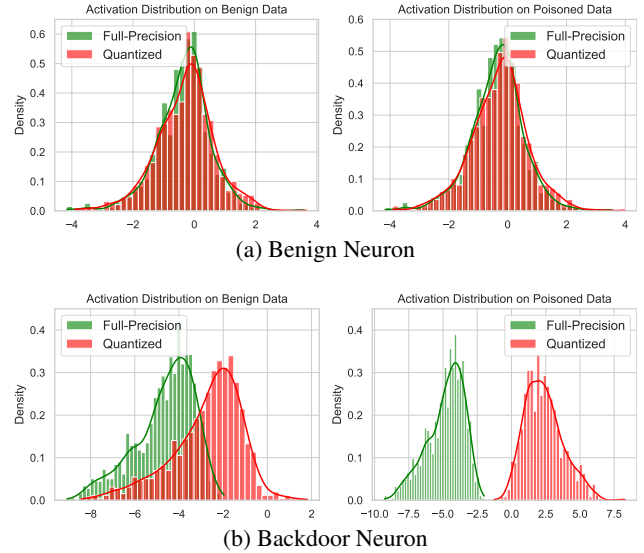 Activation Distribution on Benign Data
Activation Distribution on Poisoned Data
Full-Precision
Quantized
Full-Precision
Quantized
Density
0.6
0.5
0.4
0.3
0.2
0.1
0.0
−4 −2 0 2 4
Density
0.6
0.5
0.4
0.3
0.2
0.1
0.0
−4 −2 0 2 4
(a) Benign Neuron
Activation Distribution on Benign Data
Activation Distribution on Poisoned Data
Full-Precision
Quantized
Full-Precision
Quantized
Density
0.4
0.3
0.2
0.1
0.0
−8 −6 −4 −2 0 2
Density
0.4
0.3
0.2
0.1
0.0
−10.0 −7.5 −5.0 −2.5 0.0 2.5 5.0 7.5
(b) Backdoor Neuron